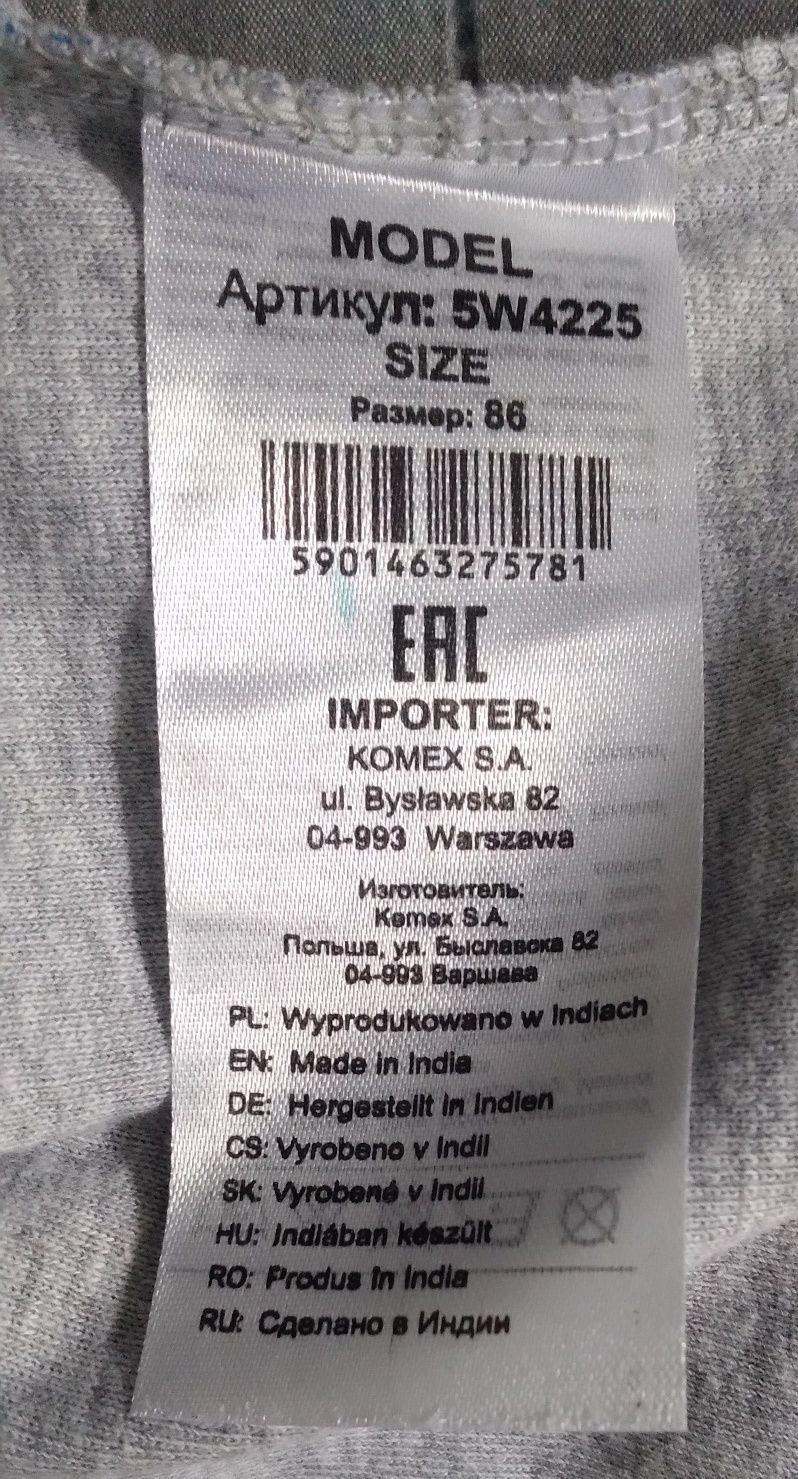 MODEL
Артикул: 5W4225
SIZE
Размер: 86
5901463275781
EAC
IMPORTER:
KOMEX S.A.
ul. Bysławska 82
04-993 Warszawa
Изготовитель:
Komex S.A.
Польша, ул. Быславска 82
04-993 Варшава
PL: Wyprodukowano w Indiach
EN: Made in India
DE: Hergestellt in Indien
CS: Vyrobeno v Indii
SK: Vyrobené v Indii
HU: Indiában készült
RO: Produs în India
RU: Сделано в Индии